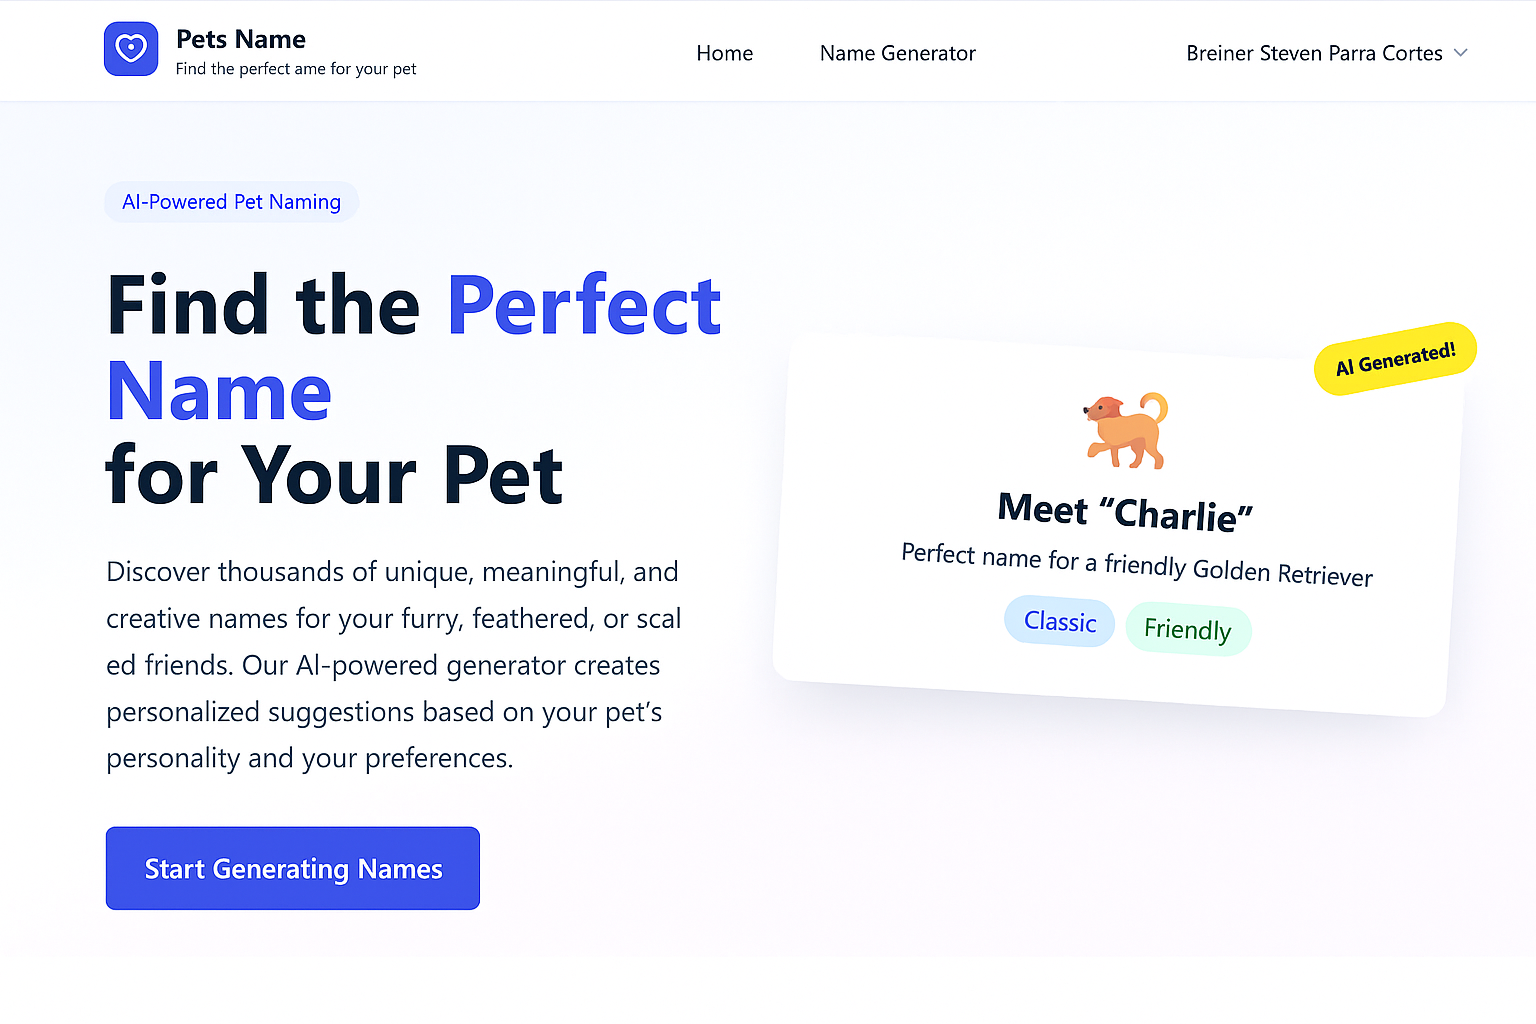 Pets Name
Find the perfect ame for your pet
Home
Name Generator
Breiner Steven Parra Cortes
AI-Powered Pet Naming
Find the Perfect
Name
for Your Pet
Discover thousands of unique, meaningful, and
creative names for your furry, feathered, or scal
ed friends. Our AI-powered generator creates
personalized suggestions based on your pet’s
personality and your preferences.
Start Generating Names
AI Generated!
Meet “Charlie”
Perfect name for a friendly Golden Retriever
Classic
Friendly